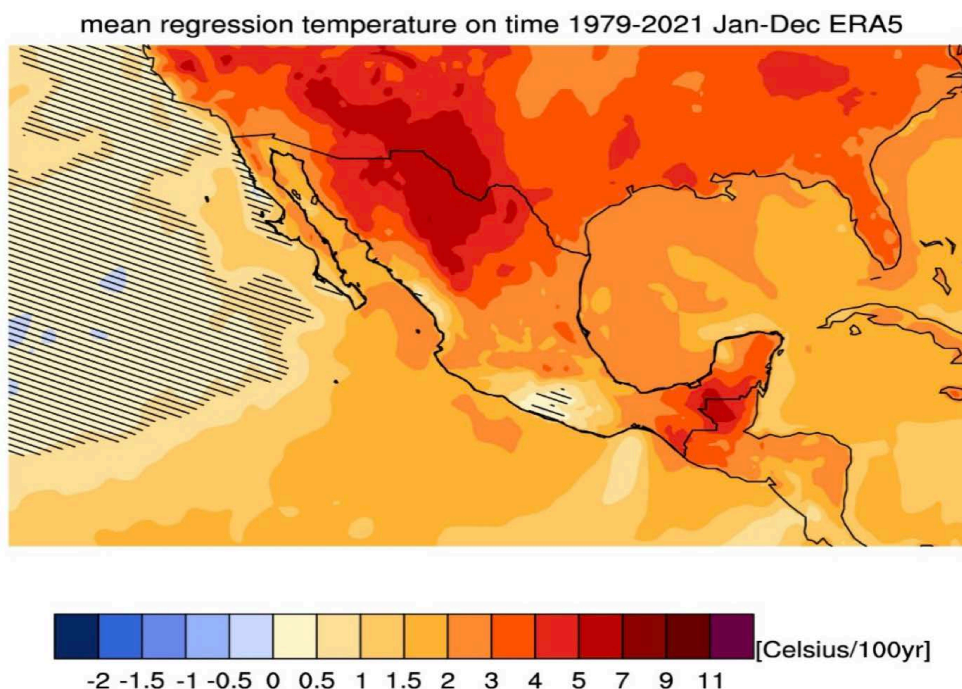 mean regression temperature on time 1979-2021 Jan-Dec ERA5
[Celsius/100yr]
-2 -1.5 -1 -0.5 0 0.5 1 1.5 2 3 4 5 7 9 11